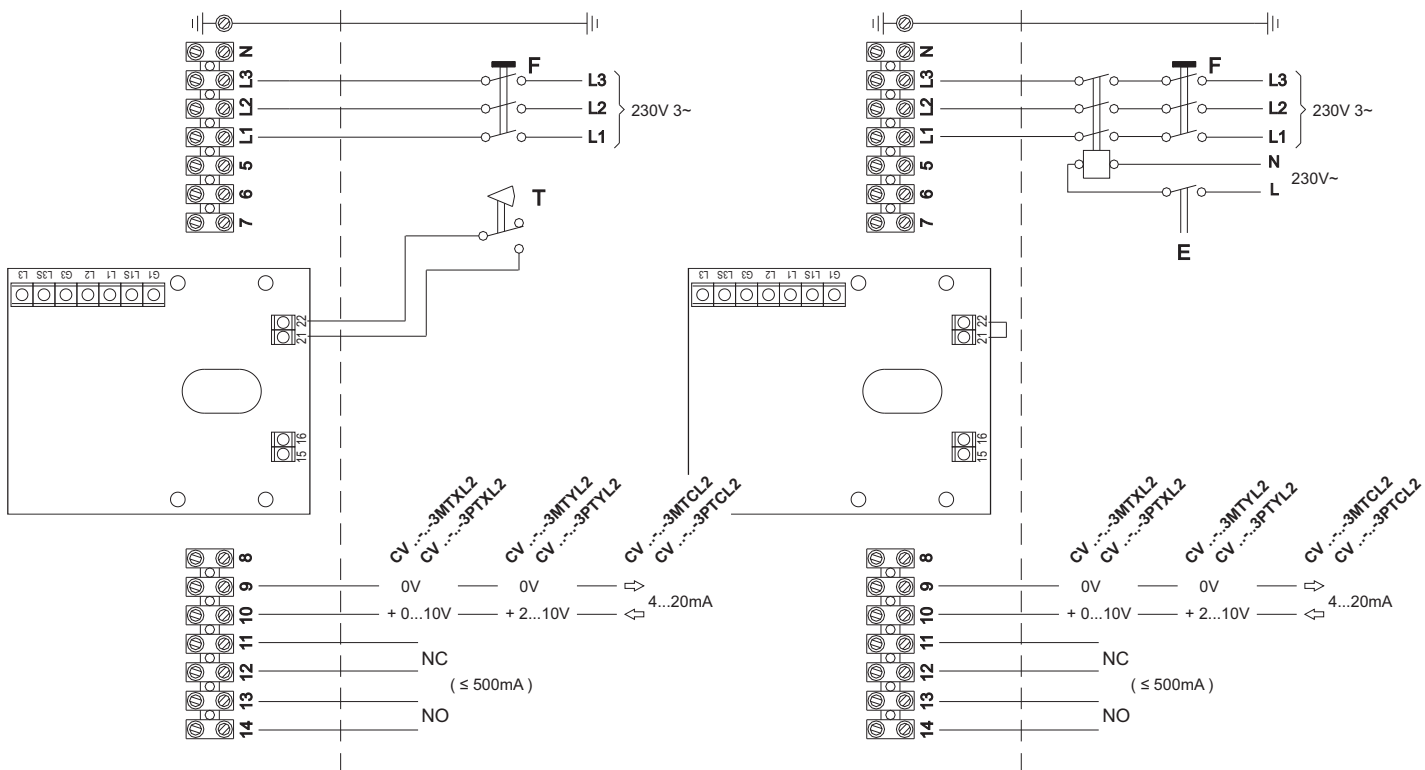 N
L3
L2
L1
5
6
7
F
L3
L2
L1
230V 3~
T
L3 L3S G3 L2 L1 L1S G1
22
21
16
15
CV ..-..-3MTXL2
CV ..-..-3PTXL2
CV ..-..-3MTYL2
CV ..-..-3PTYL2
CV ..-..-3MTCL2
CV ..-..-3PTCL2
8
9
10
11
12
13
14
0V 0V
+ 0...10V + 2...10V
4...20mA
NC
( ≤ 500mA )
NO
N
L3
L2
L1
5
6
7
F
L3
L2
L1
230V 3~
N
L
230V~
E
L3 L3S G3 L2 L1 L1S G1
22
21
16
15
CV ..-..-3MTXL2
CV ..-..-3PTXL2
CV ..-..-3MTYL2
CV ..-..-3PTYL2
CV ..-..-3MTCL2
CV ..-..-3PTCL2
8
9
10
11
12
13
14
0V 0V
+ 0...10V + 2...10V
4...20mA
NC
( ≤ 500mA )
NO